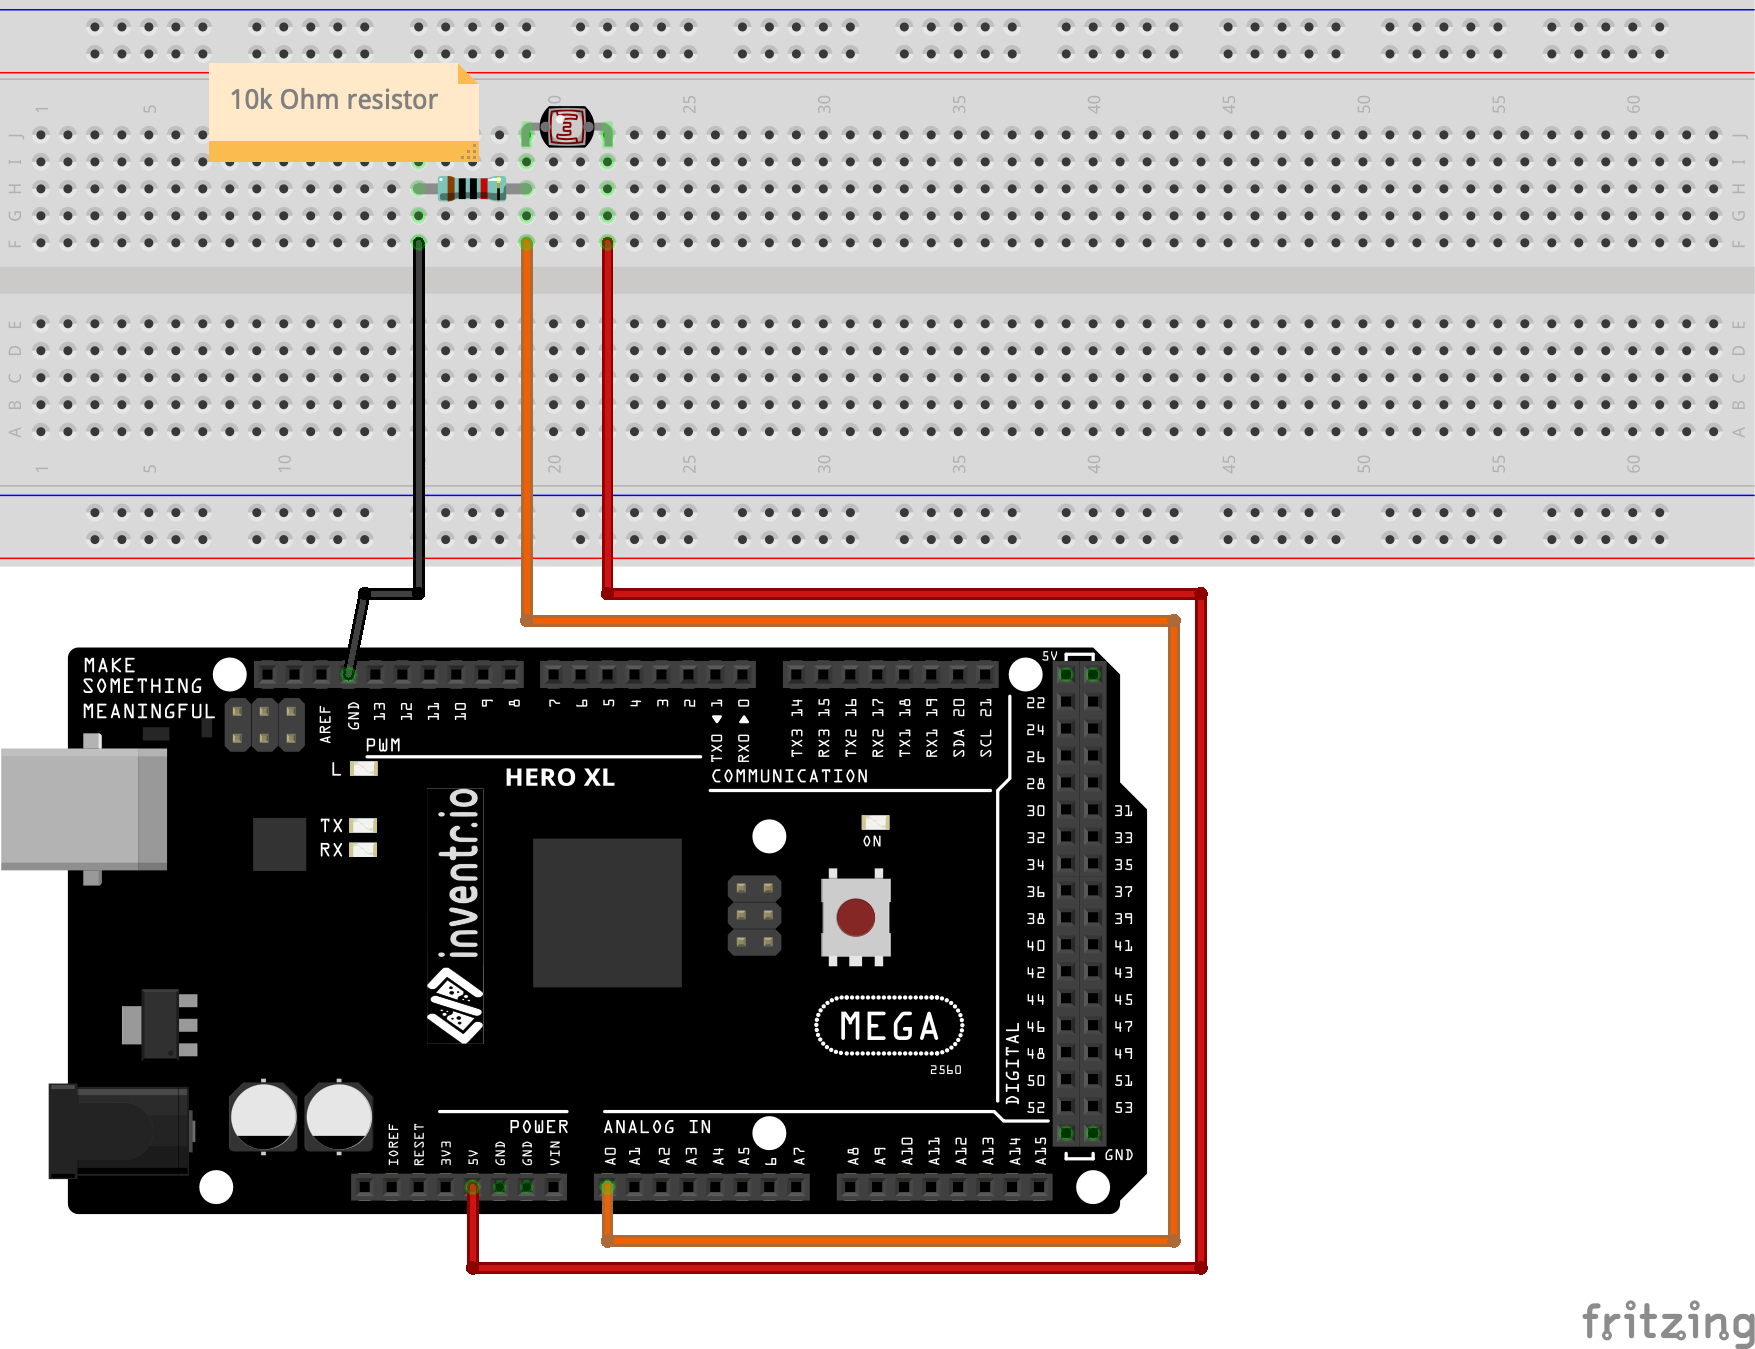 10k Ohm resistor
1 5 20 25 30 35 40 45 50 55 60
J J
I I
H H
G G
F F
E E
D D
C C
B B
A A
1 5 10 20 25 30 35 40 45 50 55 60
MAKE
SOMETHING
MEANINGFUL
AREF GND 13 12 11 10 9 8 7 6 5 4 3 2 TX0 1 RX0 0 TX3 14 RX3 15 TX2 16 RX2 17 TX1 18 RX1 19 SDA 20 SCL 21
5V
PWM
COMMUNICATION
L
HERO XL
TX
RX
inventr.io
ON
22
24
26
28
30 31
32 33
34 35
36 37
38 39
40 41
42 43
44 45
46 47
48 49
50 51
52 53
GND
DIGITAL
MEGA
2560
POWER
ANALOG IN
IOREF RESET 3V3 5V GND GND VIN A0 A1 A2 A3 A4 A5 6 A7 A8 A9 A10 A11 A12 A13 A14 A15
fritzing